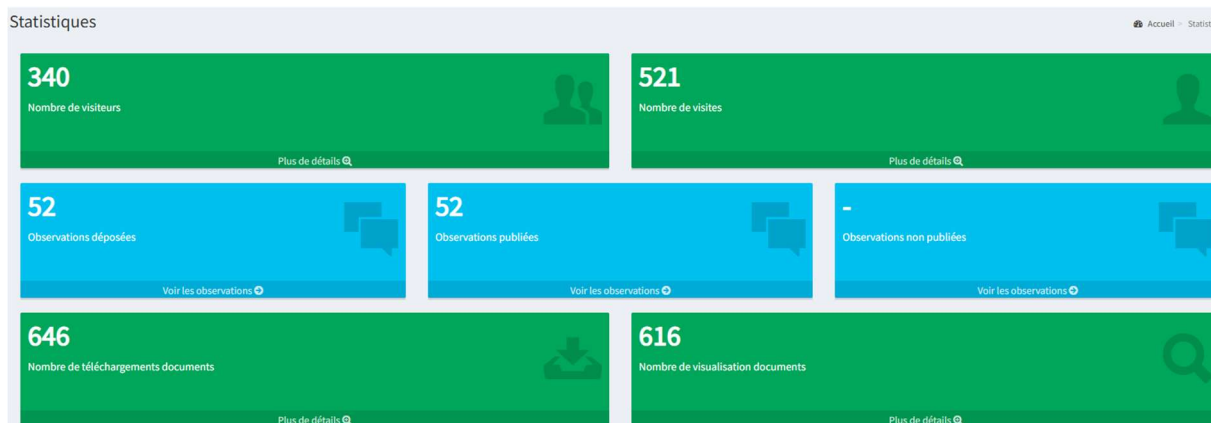 Statistiques
Accueil > Statist
340
Nombre de visiteurs
Plus de détails
521
Nombre de visites
Plus de détails
52
Observations déposées
Voir les observations
52
Observations publiées
Voir les observations
-
Observations non publiées
Voir les observations
646
Nombre de téléchargements documents
Plus de détails
616
Nombre de visualisation documents
Plus de détails